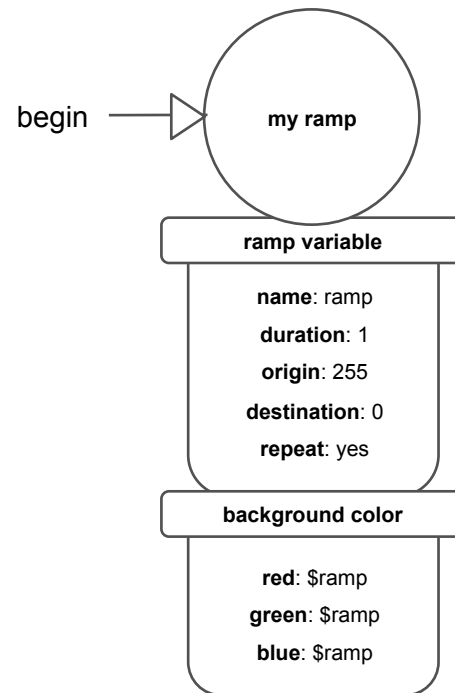 begin
my ramp
ramp variable
name: ramp
duration: 1
origin: 255
destination: 0
repeat: yes
background color
red: $ramp
green: $ramp
blue: $ramp